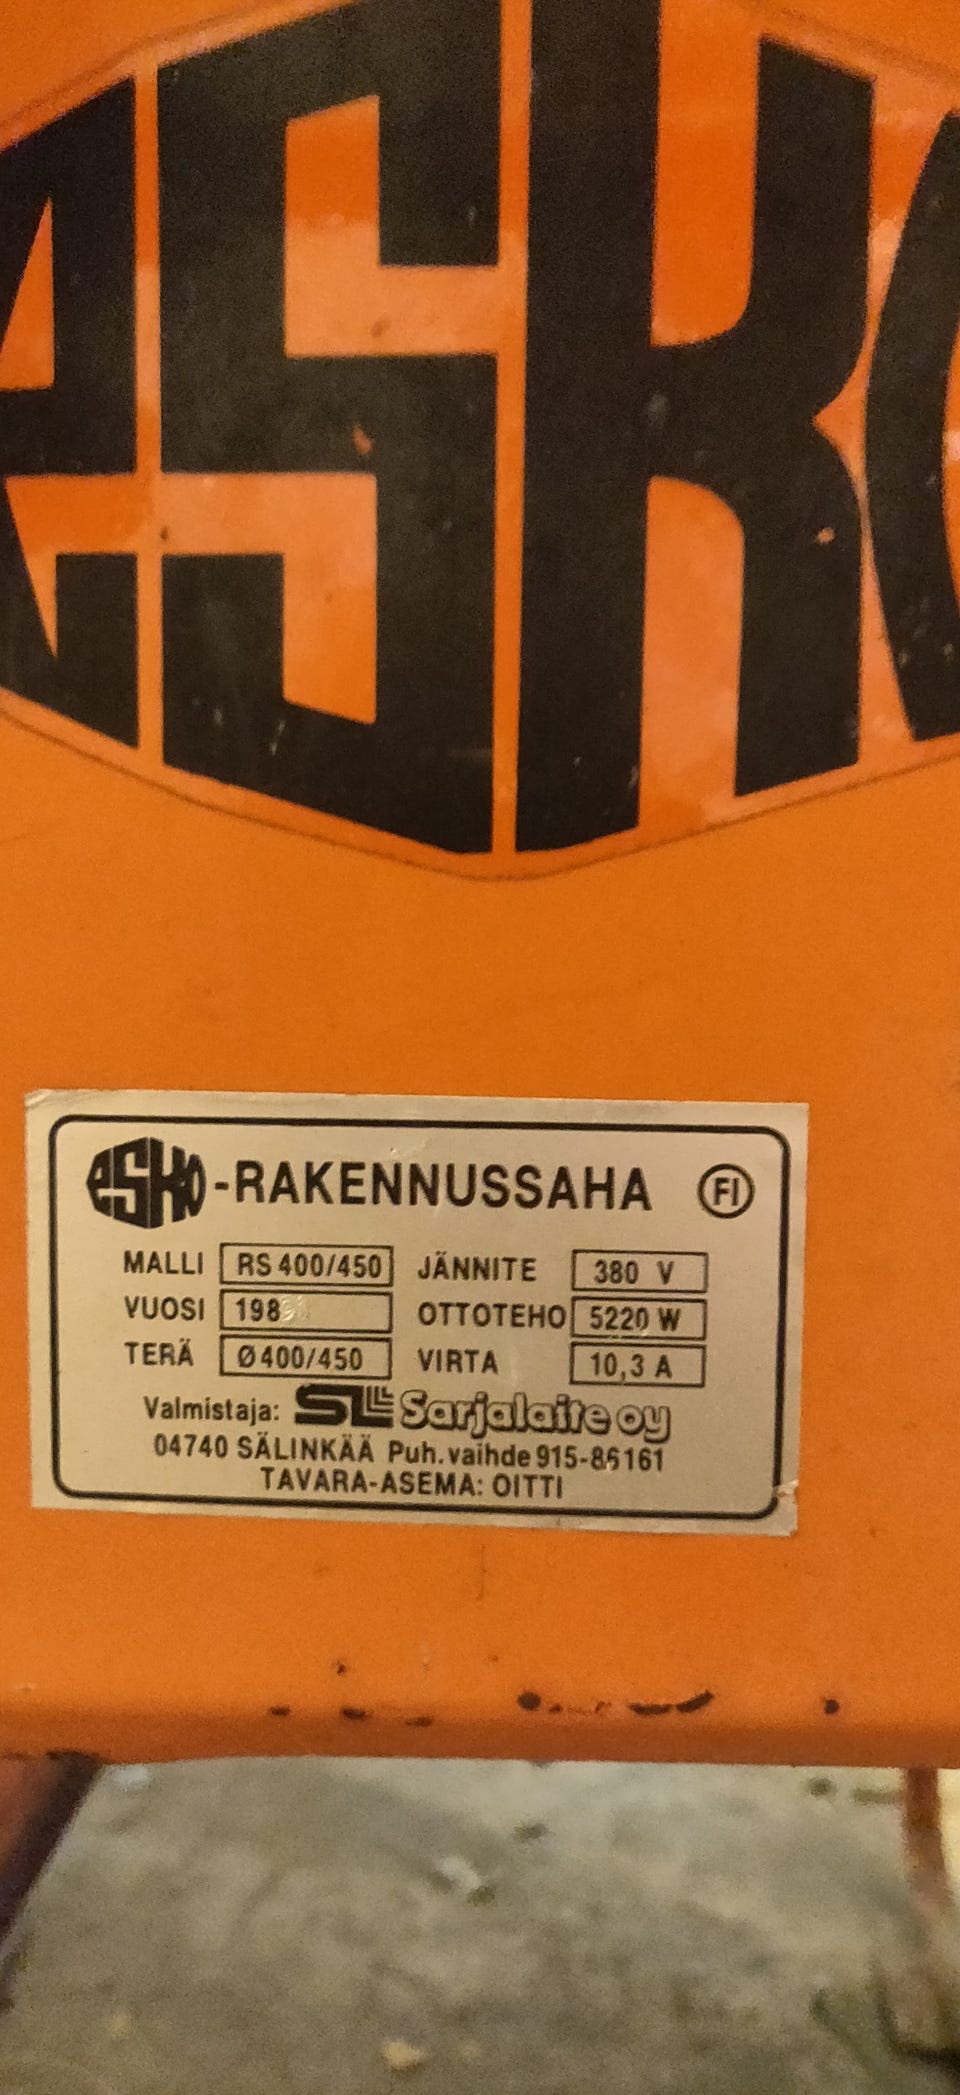 esko
esko-RAKENNUSSAHA FI
MALLI RS 400/450 JÄNNITE 380 V
VUOSI 198 OTTOTEHO 5220 W
TERÄ Ø400/450 VIRTA 10,3 A
Valmistaja: SL Sarjalaite oy
04740 SÄLINKÄÄ Puh.vaihde 915-86161
TAVARA-ASEMA: OITTI